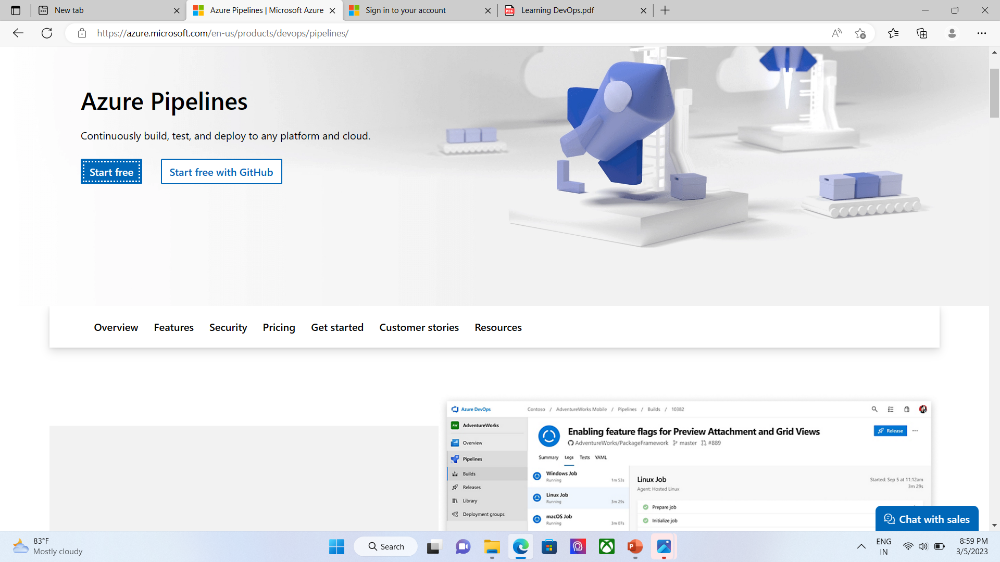 New tab
Azure Pipelines | Microsoft Azure
Sign in to your account
PDF
Learning DevOps.pdf
https://azure.microsoft.com/en-us/products/devops/pipelines/
Azure Pipelines
Continuously build, test, and deploy to any platform and cloud.
Start free
Start free with GitHub
Overview
Features
Security
Pricing
Get started
Customer stories
Resources
Azure DevOps
Contoso / AdventureWorks Mobile / Pipelines / Builds / 10382
AW AdventureWorks
Overview
Pipelines
Builds
Releases
Library
Deployment groups
Enabling feature flags for Preview Attachment and Grid Views
Release
AdventureWorks/PackageFramework master #889
Summary Logs Tests YAML
Windows Job
Running 1m 53s
Linux Job
Running 3m 29s
macOS Job
Running 3m 07s
Linux Job
Agent: Hosted Linux
Started: Sep 5 at 11:12am
3m 29s
Prepare job
Initialize job
Chat with sales
83°F
Mostly cloudy
Search
ENG
IN
8:59 PM
3/5/2023